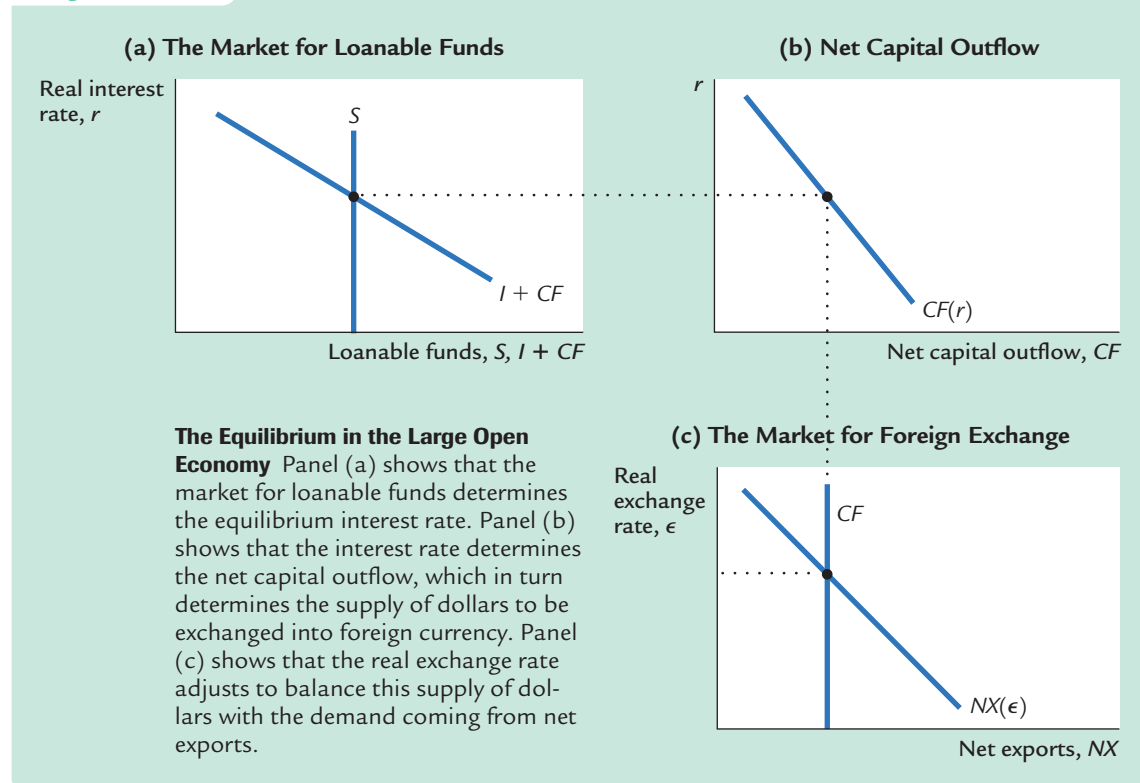 (a) The Market for Loanable Funds
Real interest
rate, r
S
I + CF
Loanable funds, S, I + CF
(b) Net Capital Outflow
r
CF(r)
Net capital outflow, CF
The Equilibrium in the Large Open
Economy Panel (a) shows that the
market for loanable funds determines
the equilibrium interest rate. Panel (b)
shows that the interest rate determines
the net capital outflow, which in turn
determines the supply of dollars to be
exchanged into foreign currency. Panel
(c) shows that the real exchange rate
adjusts to balance this supply of dol-
lars with the demand coming from net
exports.
(c) The Market for Foreign Exchange
Real
exchange
rate, ϵ
CF
NX(ϵ)
Net exports, NX